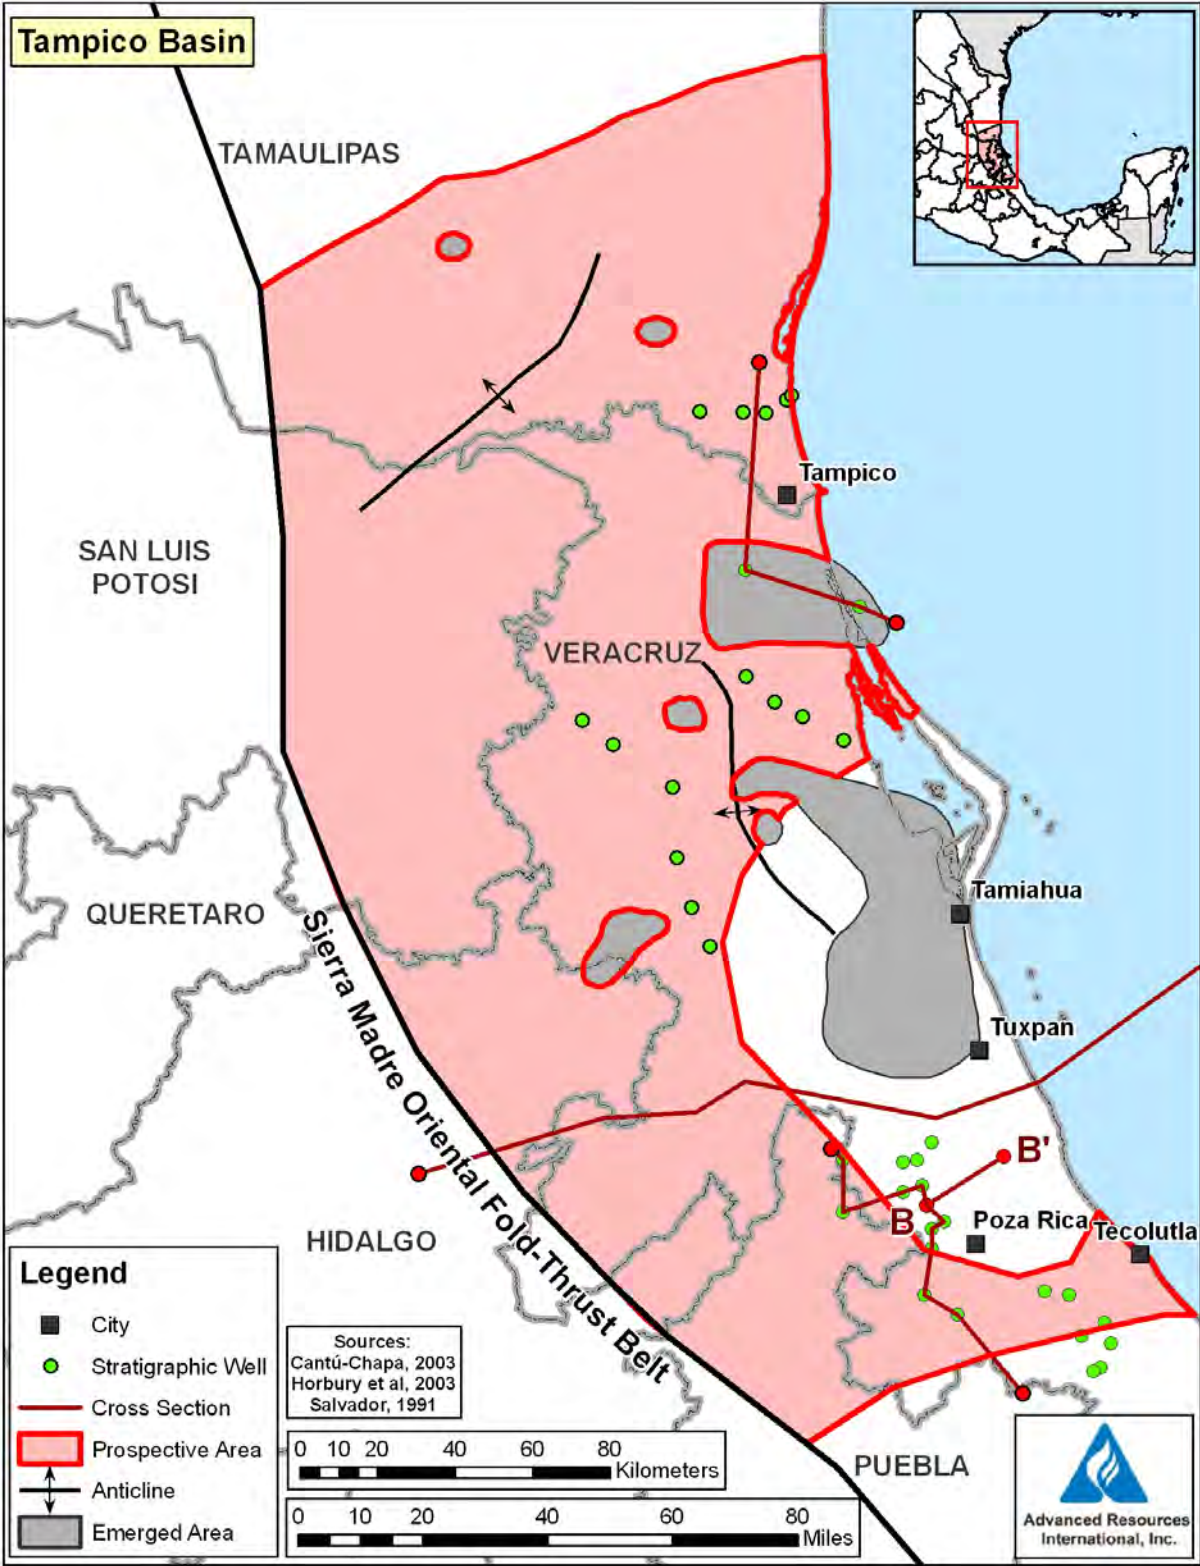 Tampico Basin
TAMAULIPAS
Tampico
SAN LUIS
POTOSI
VERACRUZ
Tamiahua
QUERETARO
Sierra Madre Oriental Fold-Thrust Belt
Tuxpan
B'
B
Poza Rica
Tecolutla
HIDALGO
PUEBLA
Legend
City
Stratigraphic Well
Cross Section
Prospective Area
Anticline
Emerged Area
Sources:
Cantú-Chapa, 2003
Horbury et al, 2003
Salvador, 1991
0 10 20 40 60 80
Kilometers
0 10 20 40 60 80
Miles
Advanced Resources
International, Inc.